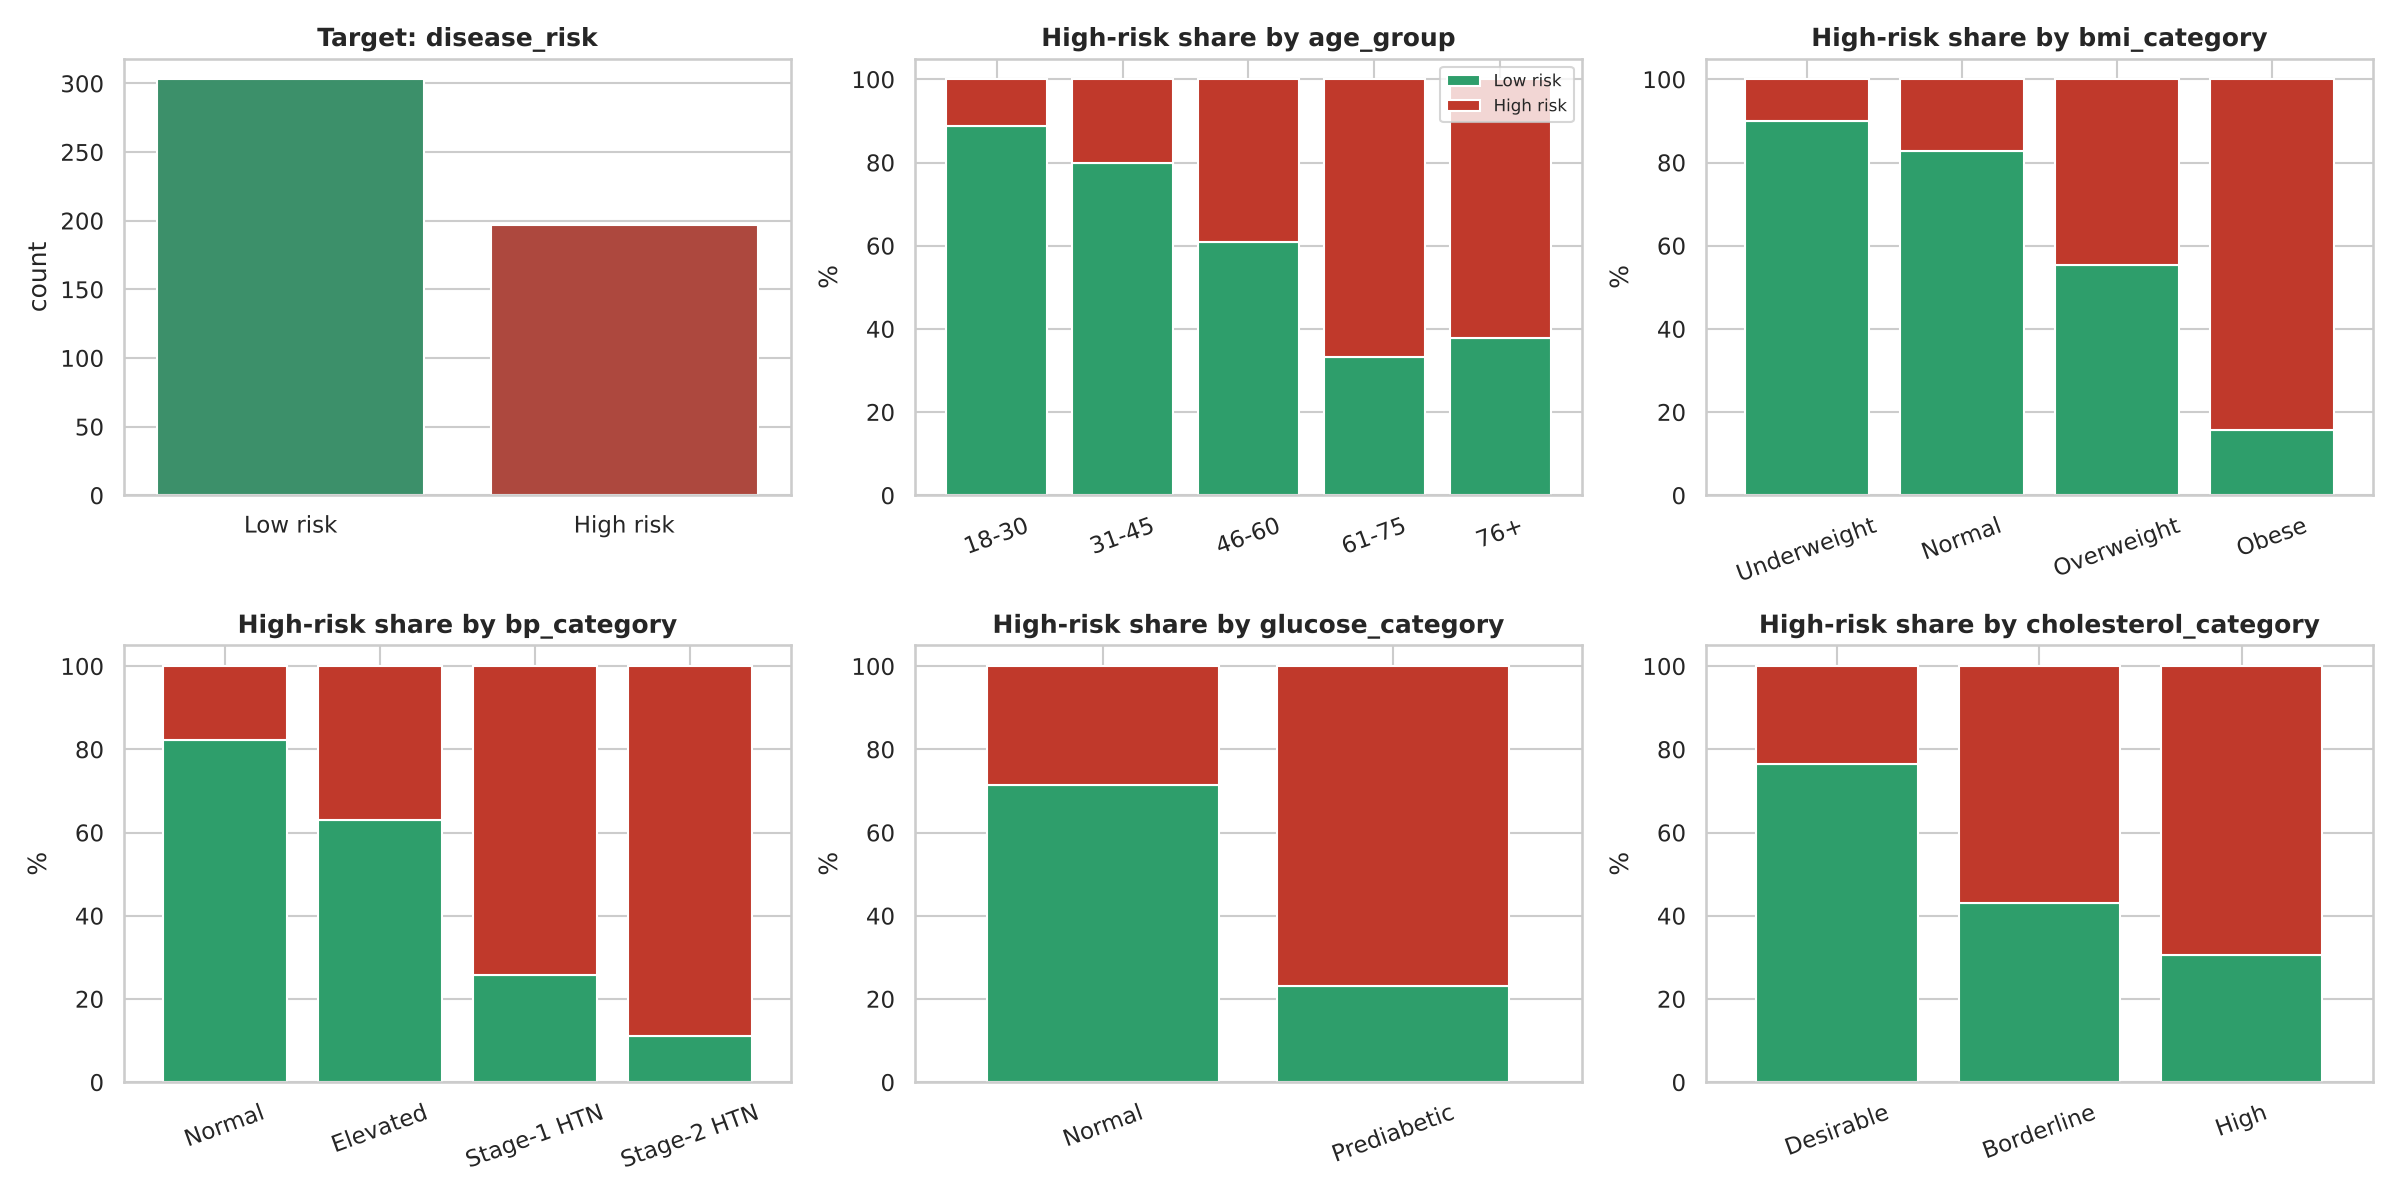 Target: disease_risk
count
300
250
200
150
100
50
0
Low risk
High risk
High-risk share by age_group
%
100
80
60
40
20
0
Low risk
High risk
18-30
31-45
46-60
61-75
76+
High-risk share by bmi_category
%
100
80
60
40
20
0
Underweight
Normal
Overweight
Obese
High-risk share by bp_category
%
100
80
60
40
20
0
Normal
Elevated
Stage-1 HTN
Stage-2 HTN
High-risk share by glucose_category
%
100
80
60
40
20
0
Normal
Prediabetic
High-risk share by cholesterol_category
%
100
80
60
40
20
0
Desirable
Borderline
High